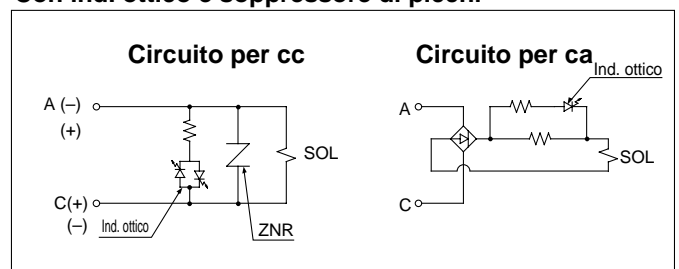 Con ind. ottico e soppressore di picchi
Circuito per cc
Circuito per ca
Ind. ottico
A (–)
(+)
SOL
C(+)
(–)
Ind. ottico
ZNR
A
SOL
C